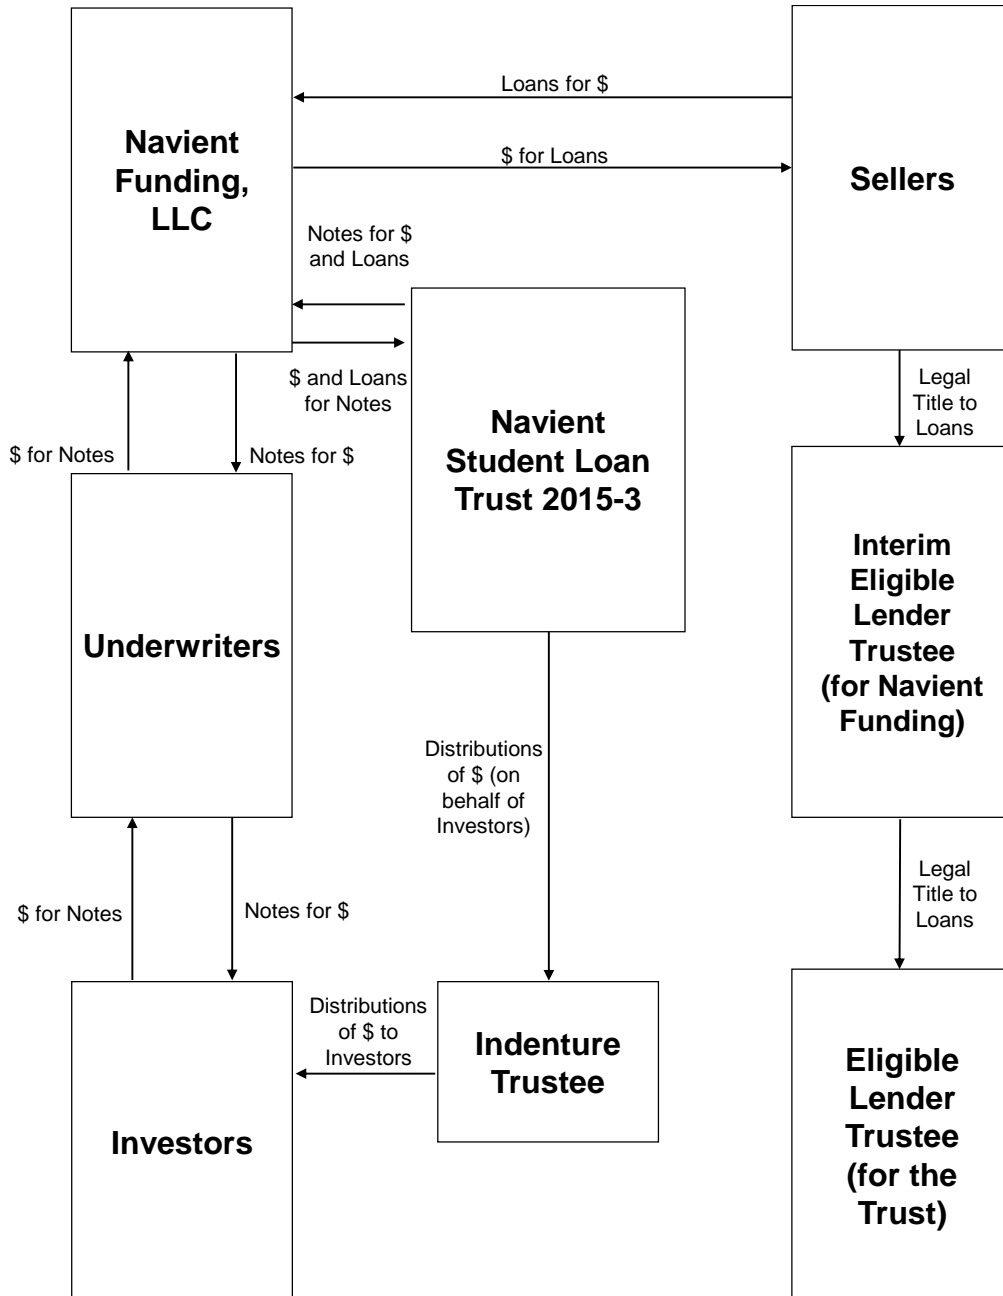 Loans for $
Navient
Funding,
LLC
$ for Loans
Sellers
Notes for $
and Loans
$ and Loans
for Notes
Legal
Title to
Loans
Navient
Student Loan
Trust 2015-3
$ for Notes
Notes for $
Underwriters
Interim
Eligible
Lender
Trustee
(for Navient
Funding)
Distributions
of $ (on
behalf of
Investors)
$ for Notes
Notes for $
Legal
Title to
Loans
Distributions
of $ to
Investors
Indenture
Trustee
Investors
Eligible
Lender
Trustee
(for the
Trust)